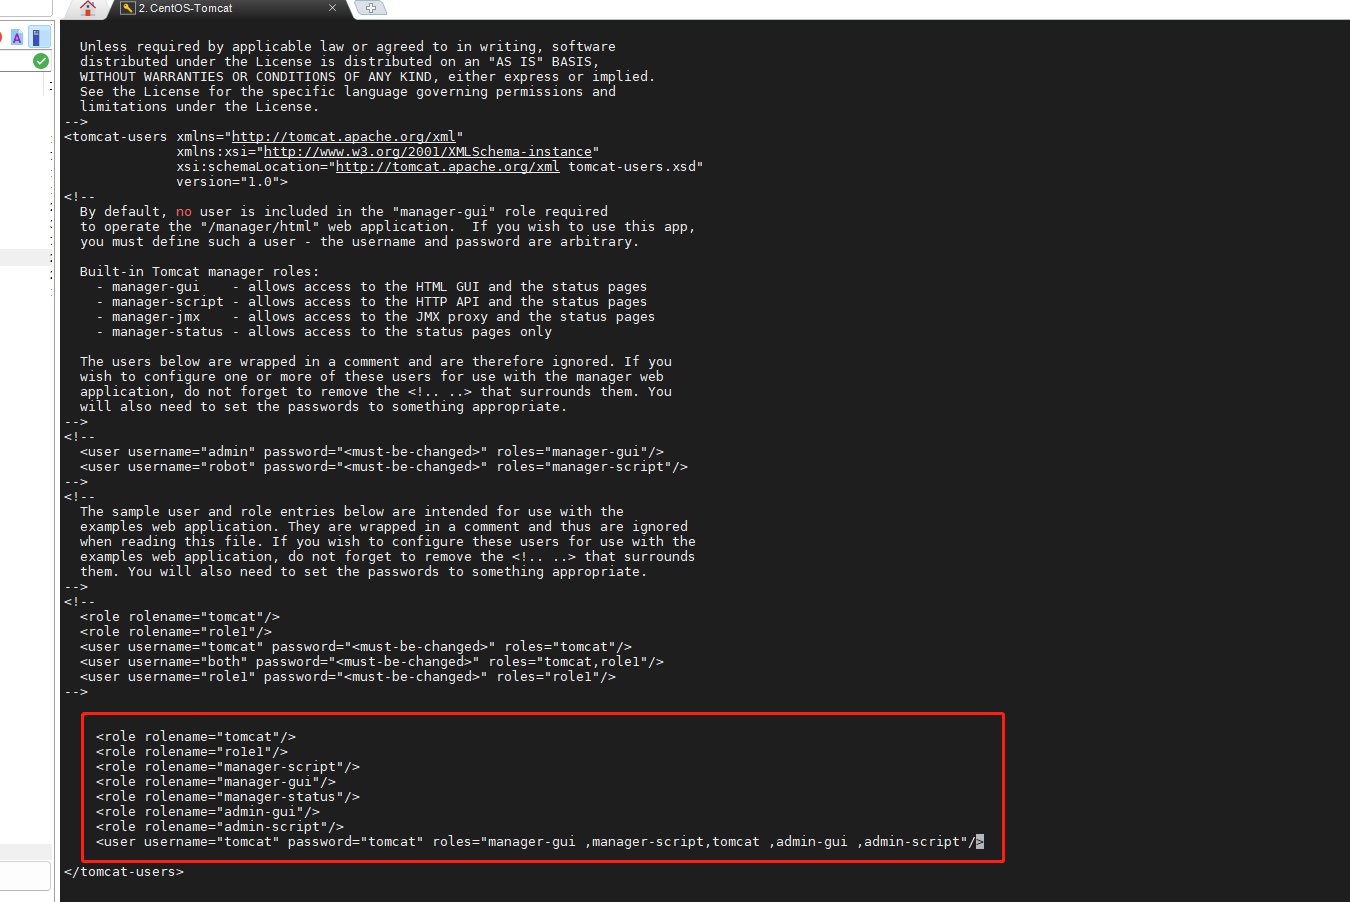 2. CentOS-Tomcat
Unless required by applicable law or agreed to in writing, software
distributed under the License is distributed on an "AS IS" BASIS,
WITHOUT WARRANTIES OR CONDITIONS OF ANY KIND, either express or implied.
See the License for the specific language governing permissions and
limitations under the License.
-->
<tomcat-users xmlns="http://tomcat.apache.org/xml"
xmlns:xsi="http://www.w3.org/2001/XMLSchema-instance"
xsi:schemaLocation="http://tomcat.apache.org/xml tomcat-users.xsd"
version="1.0">
<!--
By default, no user is included in the "manager-gui" role required
to operate the "/manager/html" web application.  If you wish to use this app,
you must define such a user - the username and password are arbitrary.
Built-in Tomcat manager roles:
- manager-gui    - allows access to the HTML GUI and the status pages
- manager-script - allows access to the HTTP API and the status pages
- manager-jmx    - allows access to the JMX proxy and the status pages
- manager-status - allows access to the status pages only
The users below are wrapped in a comment and are therefore ignored. If you
wish to configure one or more of these users for use with the manager web
application, do not forget to remove the <!.. ..> that surrounds them. You
will also need to set the passwords to something appropriate.
-->
<!--
<user username="admin" password="<must-be-changed>" roles="manager-gui"/>
<user username="robot" password="<must-be-changed>" roles="manager-script"/>
-->
<!--
The sample user and role entries below are intended for use with the
examples web application. They are wrapped in a comment and thus are ignored
when reading this file. If you wish to configure these users for use with the
examples web application, do not forget to remove the <!.. ..> that surrounds
them. You will also need to set the passwords to something appropriate.
-->
<!--
<role rolename="tomcat"/>
<role rolename="role1"/>
<user username="tomcat" password="<must-be-changed>" roles="tomcat"/>
<user username="both" password="<must-be-changed>" roles="tomcat,role1"/>
<user username="role1" password="<must-be-changed>" roles="role1"/>
-->
<role rolename="tomcat"/>
<role rolename="role1"/>
<role rolename="manager-script"/>
<role rolename="manager-gui"/>
<role rolename="manager-status"/>
<role rolename="admin-gui"/>
<role rolename="admin-script"/>
<user username="tomcat" password="tomcat" roles="manager-gui ,manager-script,tomcat ,admin-gui ,admin-script"/>
</tomcat-users>